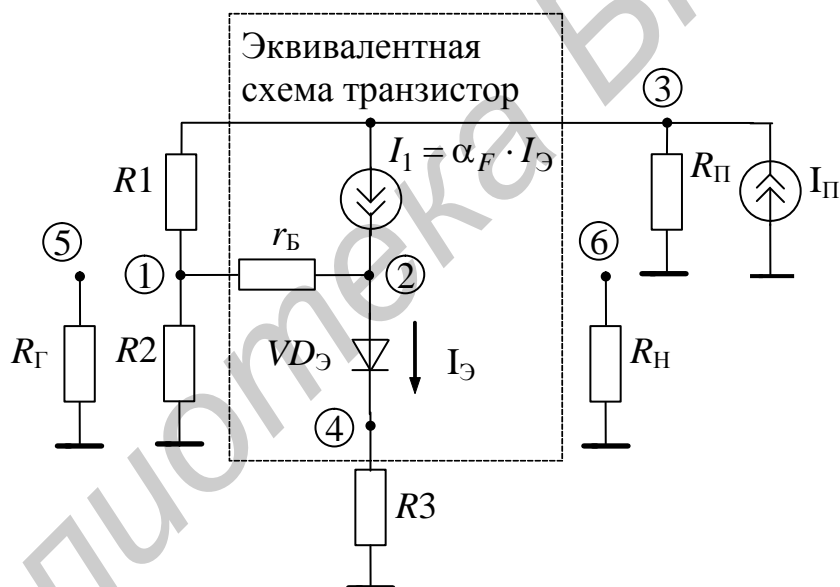 Эквивалентная
схема транзистор
3
I₁ = α_F · I_Э
R1
R_П
I_П
5
r_Б
6
1
2
R_Г
R2
VD_Э
I_Э
R_Н
4
R3